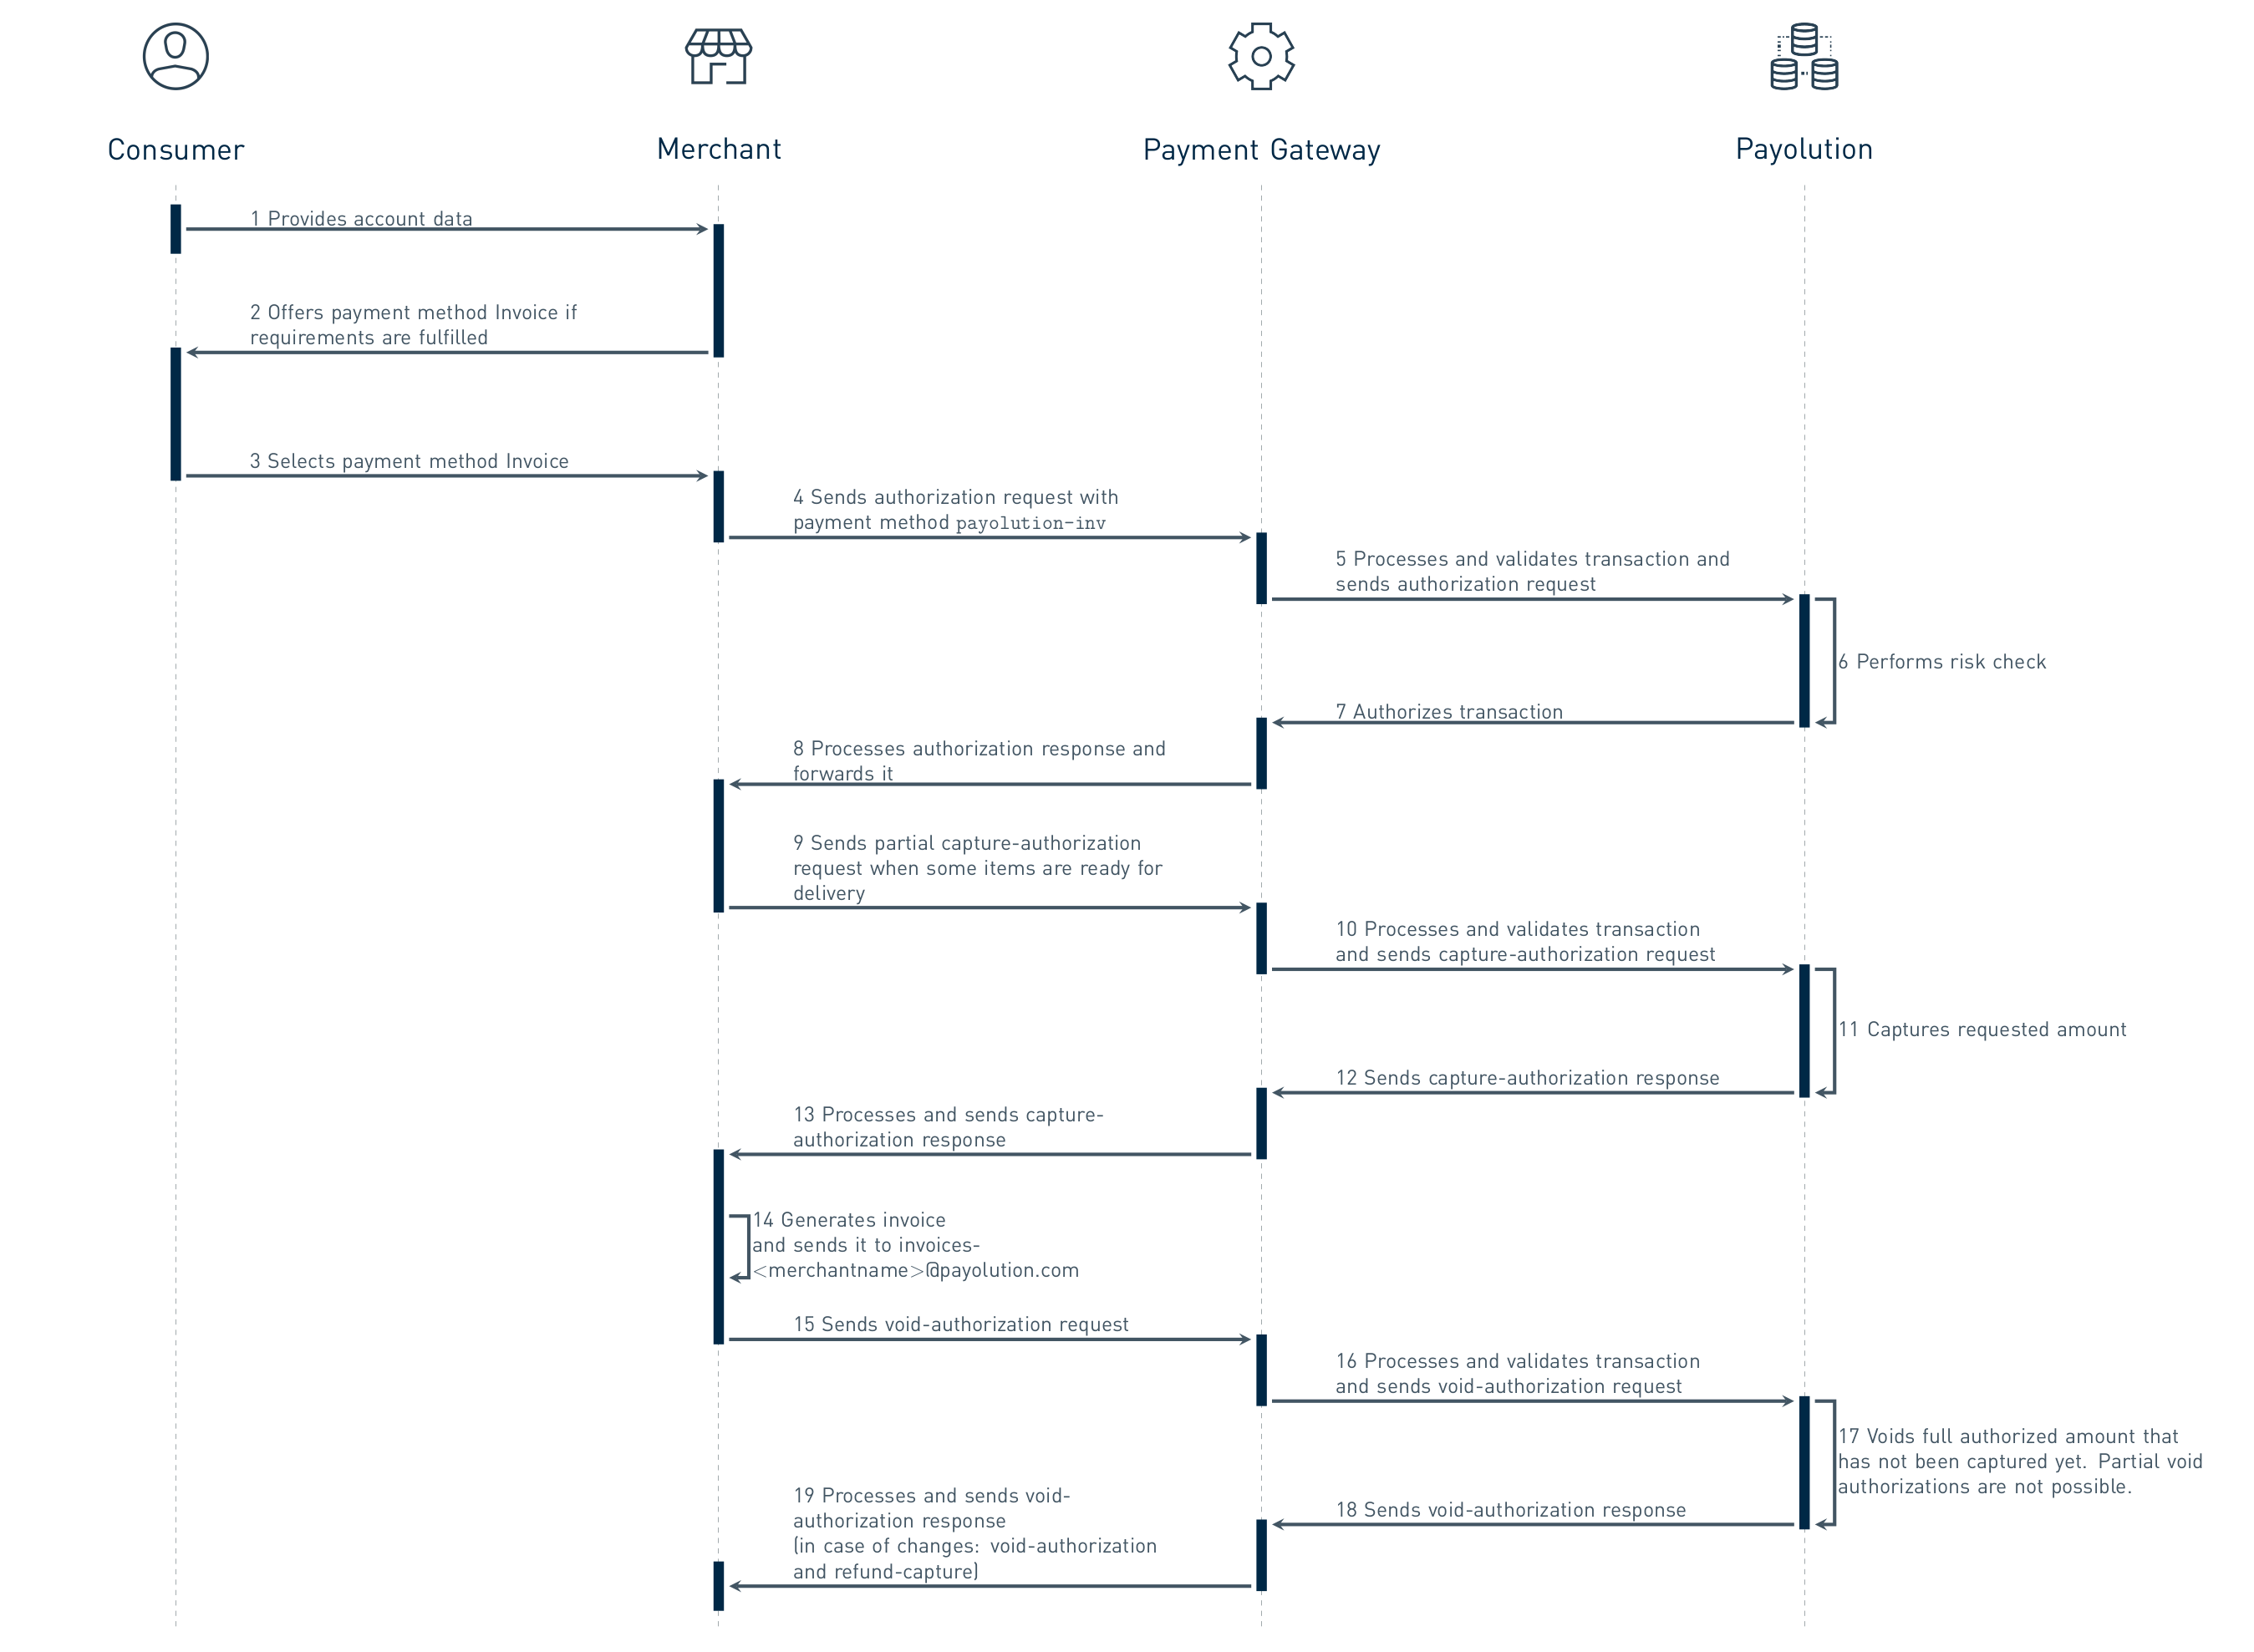 Consumer
Merchant
Payment Gateway
Payolution
1 Provides account data
2 Offers payment method Invoice if
requirements are fulfilled
3 Selects payment method Invoice
4 Sends authorization request with
payment method payolution-inv
5 Processes and validates transaction and
sends authorization request
6 Performs risk check
7 Authorizes transaction
8 Processes authorization response and
forwards it
9 Sends partial capture-authorization
request when some items are ready for
delivery
10 Processes and validates transaction
and sends capture-authorization request
11 Captures requested amount
12 Sends capture-authorization response
13 Processes and sends capture-
authorization response
14 Generates invoice
and sends it to invoices-
<merchantname>@payolution.com
15 Sends void-authorization request
16 Processes and validates transaction
and sends void-authorization request
17 Voids full authorized amount that
has not been captured yet. Partial void
authorizations are not possible.
18 Sends void-authorization response
19 Processes and sends void-
authorization response
(in case of changes: void-authorization
and refund-capture)